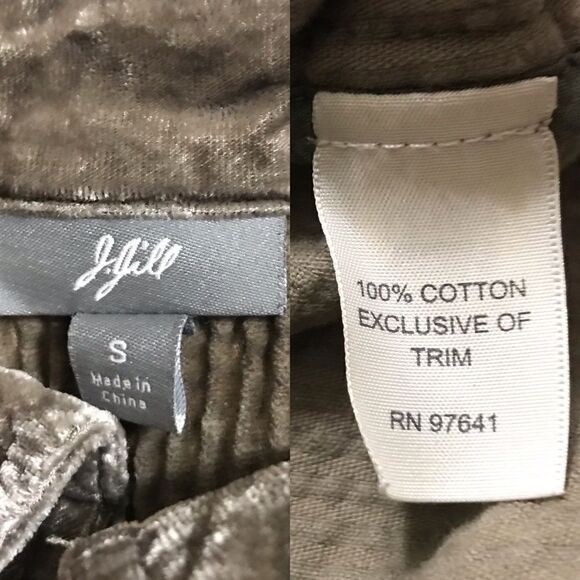 J.Jill
S
Made in
China
100% COTTON
EXCLUSIVE OF
TRIM
RN 97641